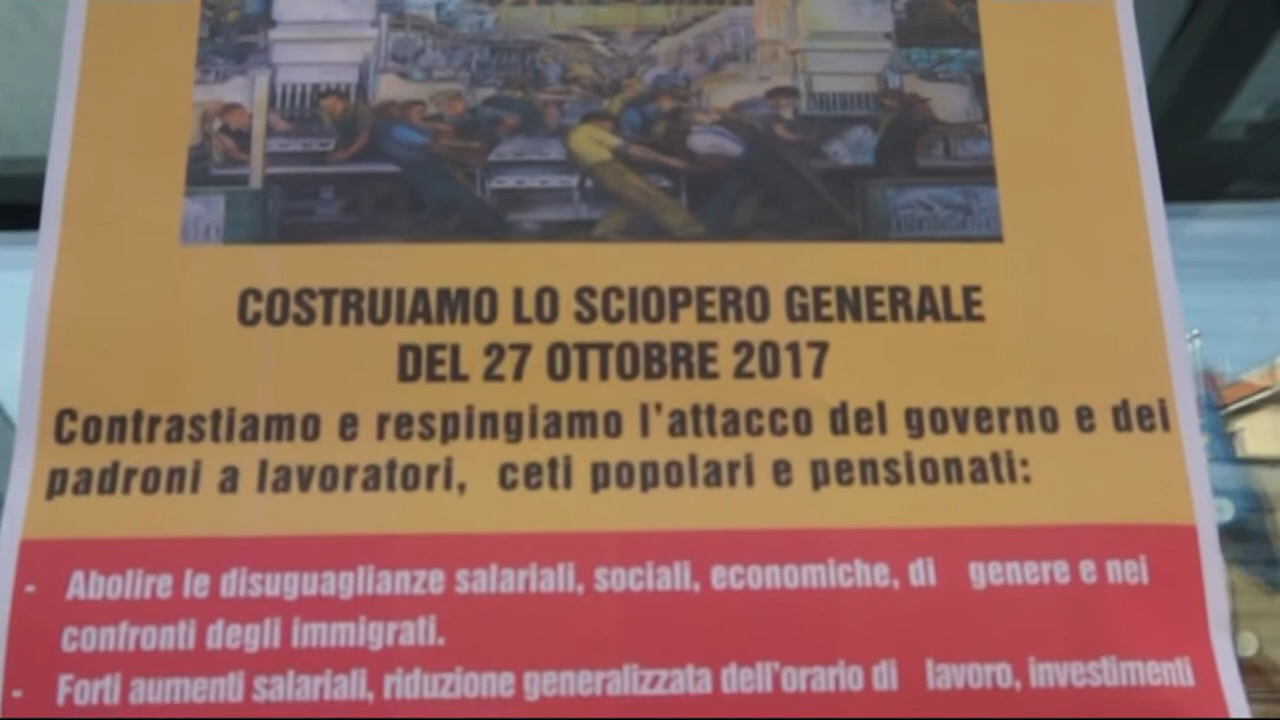 COSTRUIAMO LO SCIOPERO GENERALE
DEL 27 OTTOBRE 2017
Contrastiamo e respingiamo l'attacco del governo e dei
padroni a lavoratori, ceti popolari e pensionati:
- Abolire le disuguaglianze salariali, sociali, economiche, di genere e nei
confronti degli immigrati.
- Forti aumenti salariali, riduzione generalizzata dell'orario di lavoro, investimenti